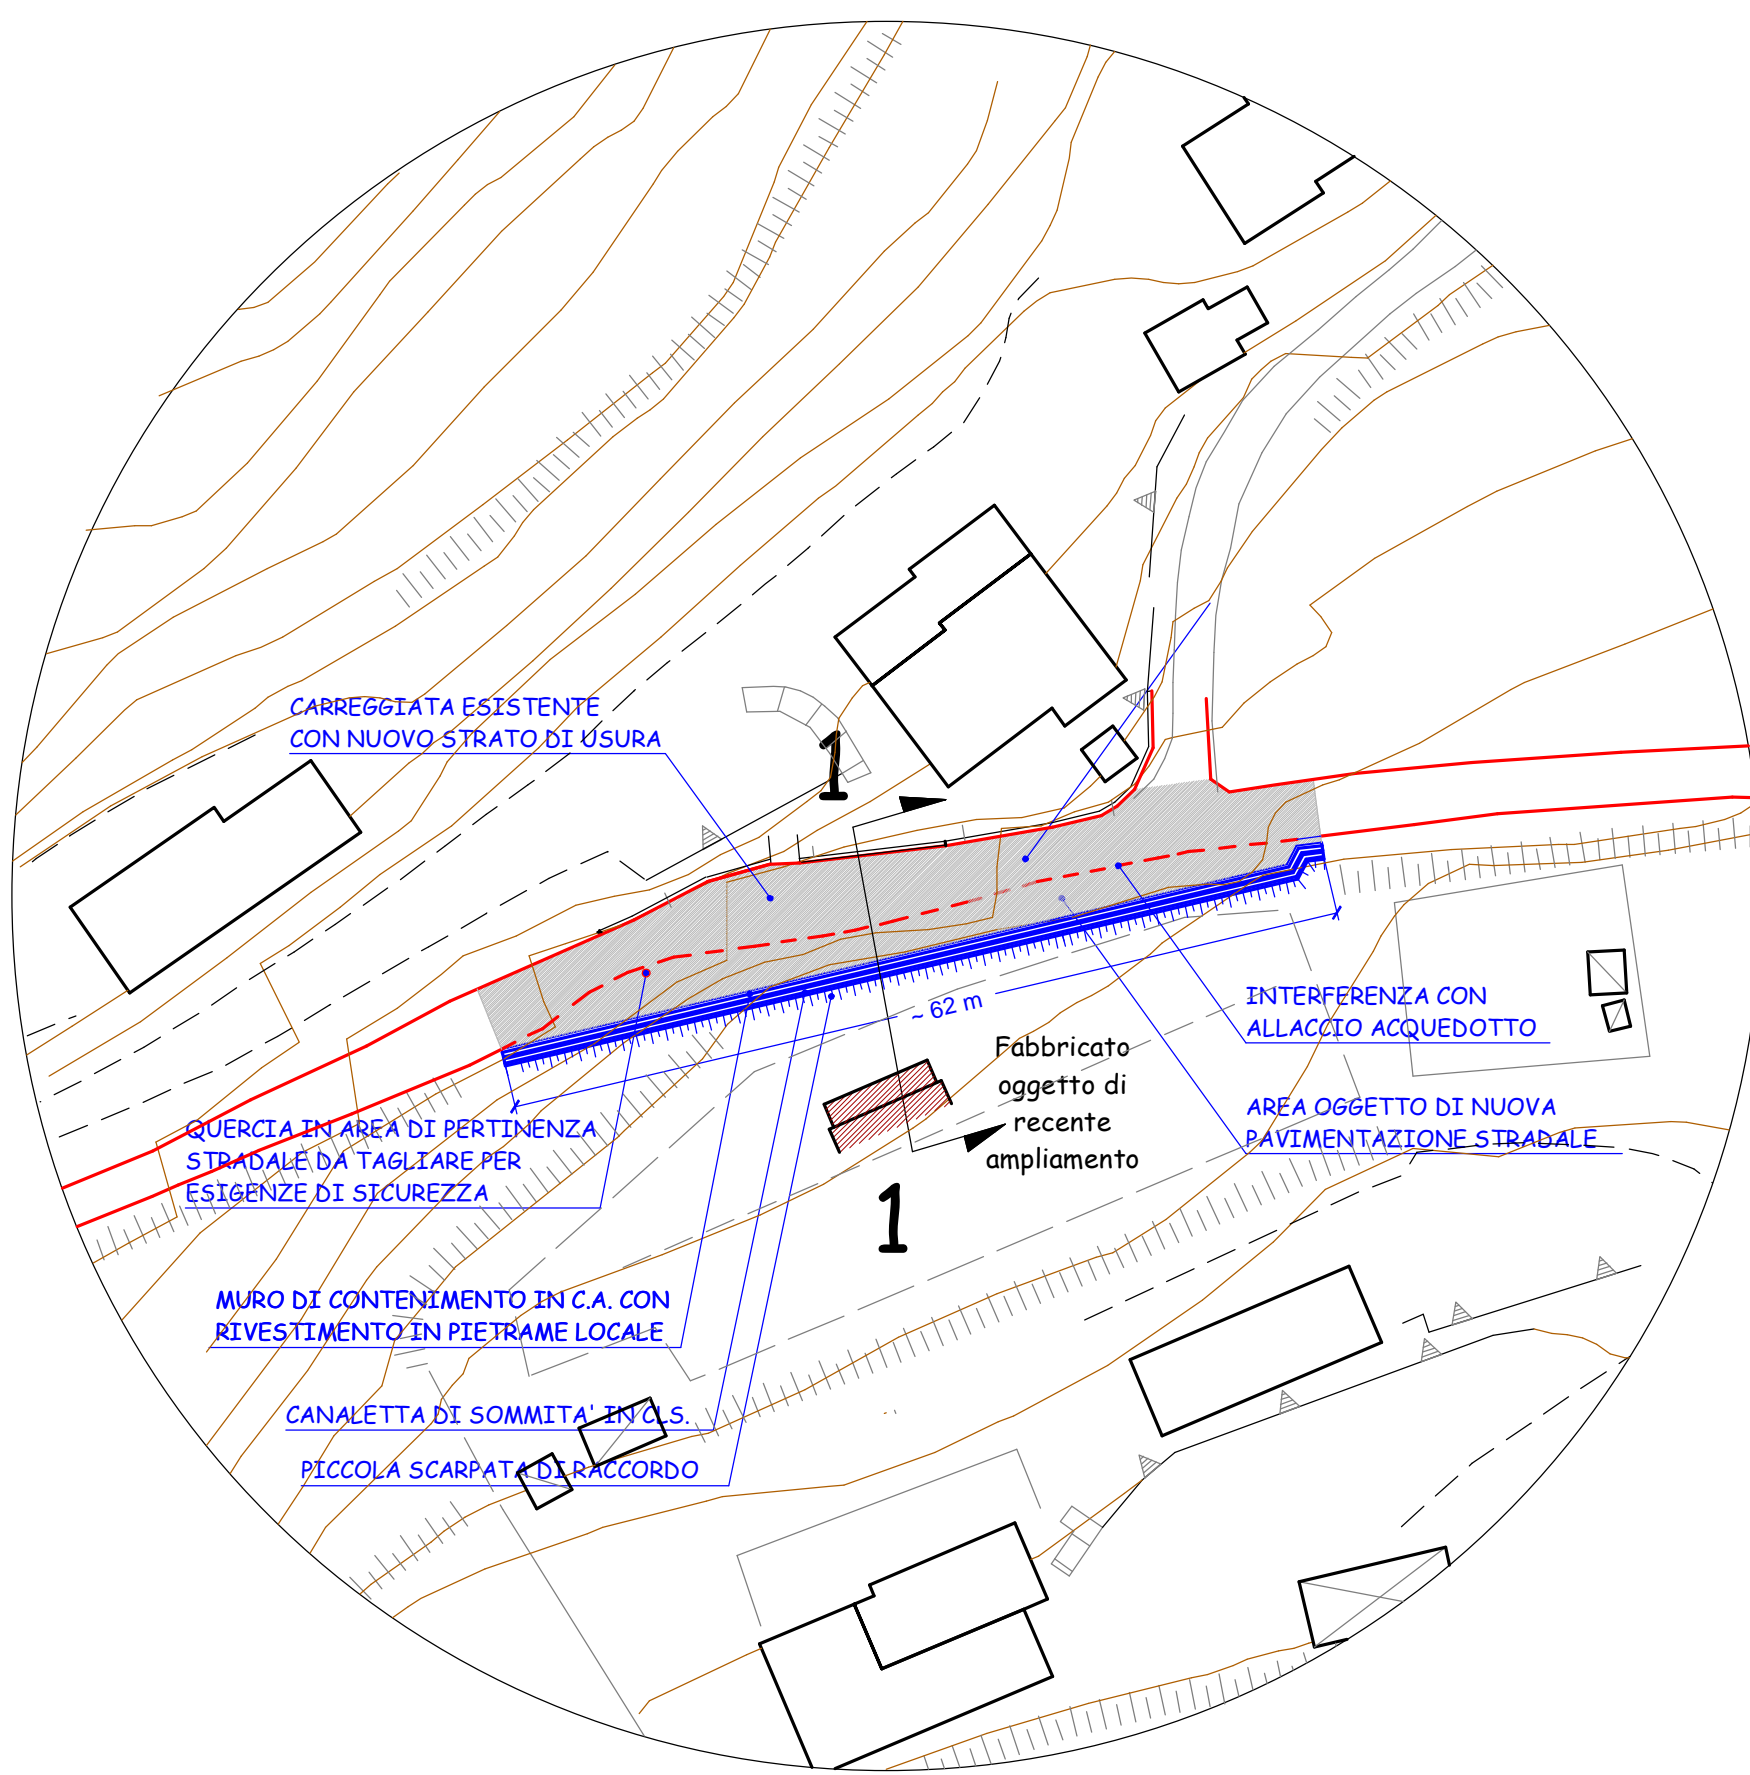 CARREGGIATA ESISTENTE
CON NUOVO STRATO DI USURA
1
~ 62 m
INTERFERENZA CON
ALLACCIO ACQUEDOTTO
Fabbricato
oggetto di
recente
ampliamento
AREA OGGETTO DI NUOVA
PAVIMENTAZIONE STRADALE
QUERCIA IN AREA DI PERTINENZA
STRADALE DA TAGLIARE PER
ESIGENZE DI SICUREZZA
1
MURO DI CONTENIMENTO IN C.A. CON
RIVESTIMENTO IN PIETRAME LOCALE
CANALETTA DI SOMMITA' IN CLS.
PICCOLA SCARPATA DI RACCORDO